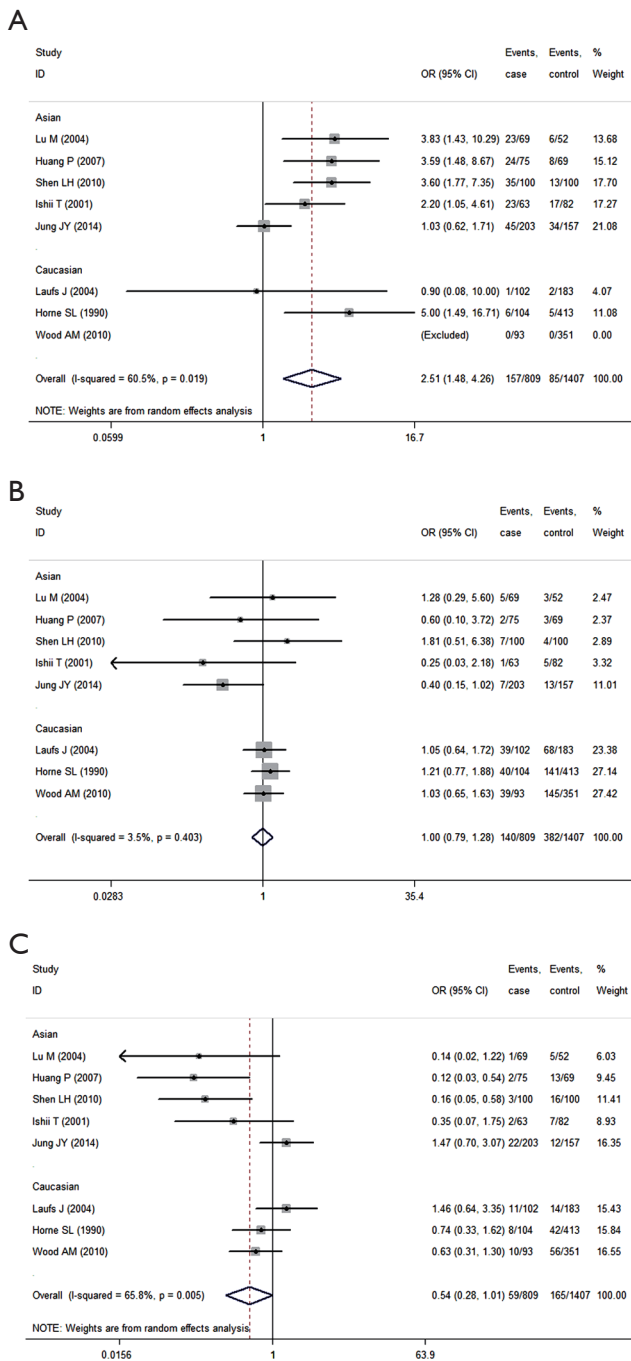 A
Study Events, Events, %
ID OR (95% CI) case control Weight
Asian
Lu M (2004) 3.83 (1.43, 10.29) 23/69 6/52 13.68
Huang P (2007) 3.59 (1.48, 8.67) 24/75 8/69 15.12
Shen LH (2010) 3.60 (1.77, 7.35) 35/100 13/100 17.70
Ishii T (2001) 2.20 (1.05, 4.61) 23/63 17/82 17.27
Jung JY (2014) 1.03 (0.62, 1.71) 45/203 34/157 21.08
.
Caucasian
Laufs J (2004) 0.90 (0.08, 10.00) 1/102 2/183 4.07
Horne SL (1990) 5.00 (1.49, 16.71) 6/104 5/413 11.08
Wood AM (2010) (Excluded) 0/93 0/351 0.00
.
Overall (I-squared = 60.5%, p = 0.019) 2.51 (1.48, 4.26) 157/809 85/1407 100.00
NOTE: Weights are from random effects analysis
0.0599 1 16.7
B
Study Events, Events, %
ID OR (95% CI) case control Weight
Asian
Lu M (2004) 1.28 (0.29, 5.60) 5/69 3/52 2.47
Huang P (2007) 0.60 (0.10, 3.72) 2/75 3/69 2.37
Shen LH (2010) 1.81 (0.51, 6.38) 7/100 4/100 2.89
Ishii T (2001) 0.25 (0.03, 2.18) 1/63 5/82 3.32
Jung JY (2014) 0.40 (0.15, 1.02) 7/203 13/157 11.01
.
Caucasian
Laufs J (2004) 1.05 (0.64, 1.72) 39/102 68/183 23.38
Horne SL (1990) 1.21 (0.77, 1.88) 40/104 141/413 27.14
Wood AM (2010) 1.03 (0.65, 1.63) 39/93 145/351 27.42
.
Overall (I-squared = 3.5%, p = 0.403) 1.00 (0.79, 1.28) 140/809 382/1407 100.00
0.0283 1 35.4
C
Study Events, Events, %
ID OR (95% CI) case control Weight
Asian
Lu M (2004) 0.14 (0.02, 1.22) 1/69 5/52 6.03
Huang P (2007) 0.12 (0.03, 0.54) 2/75 13/69 9.45
Shen LH (2010) 0.16 (0.05, 0.58) 3/100 16/100 11.41
Ishii T (2001) 0.35 (0.07, 1.75) 2/63 7/82 8.93
Jung JY (2014) 1.47 (0.70, 3.07) 22/203 12/157 16.35
.
Caucasian
Laufs J (2004) 1.46 (0.64, 3.35) 11/102 14/183 15.43
Horne SL (1990) 0.74 (0.33, 1.62) 8/104 42/413 15.84
Wood AM (2010) 0.63 (0.31, 1.30) 10/93 56/351 16.55
.
Overall (I-squared = 65.8%, p = 0.005) 0.54 (0.28, 1.01) 59/809 165/1407 100.00
NOTE: Weights are from random effects analysis
0.0156 1 63.9